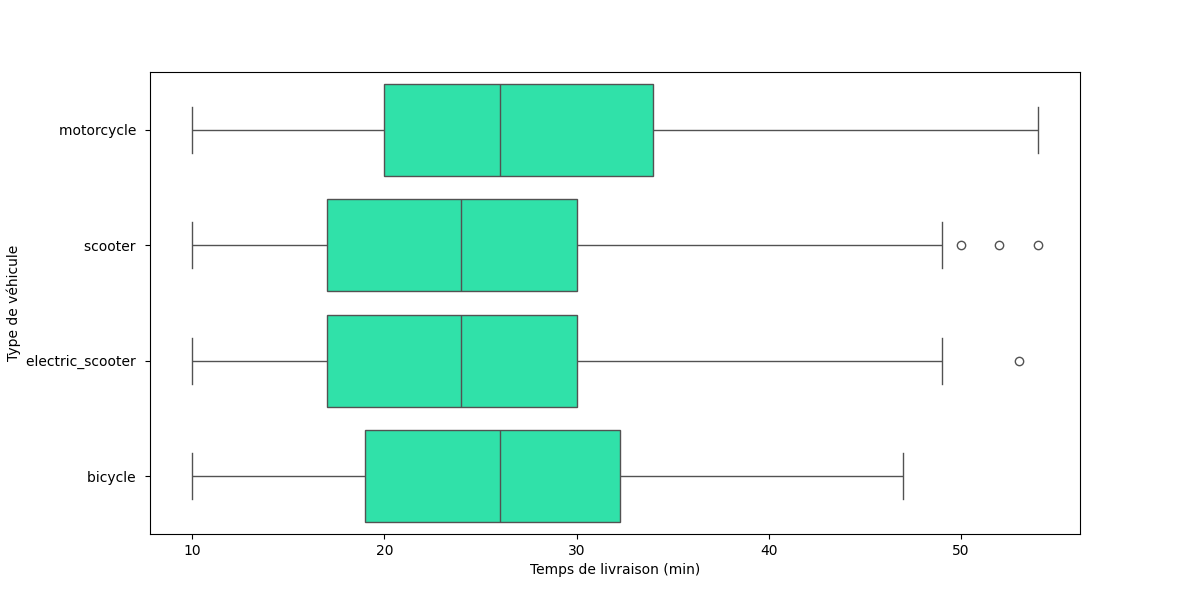 Type de véhicule
motorcycle
scooter
electric_scooter
bicycle
10 20 30 40 50
Temps de livraison (min)